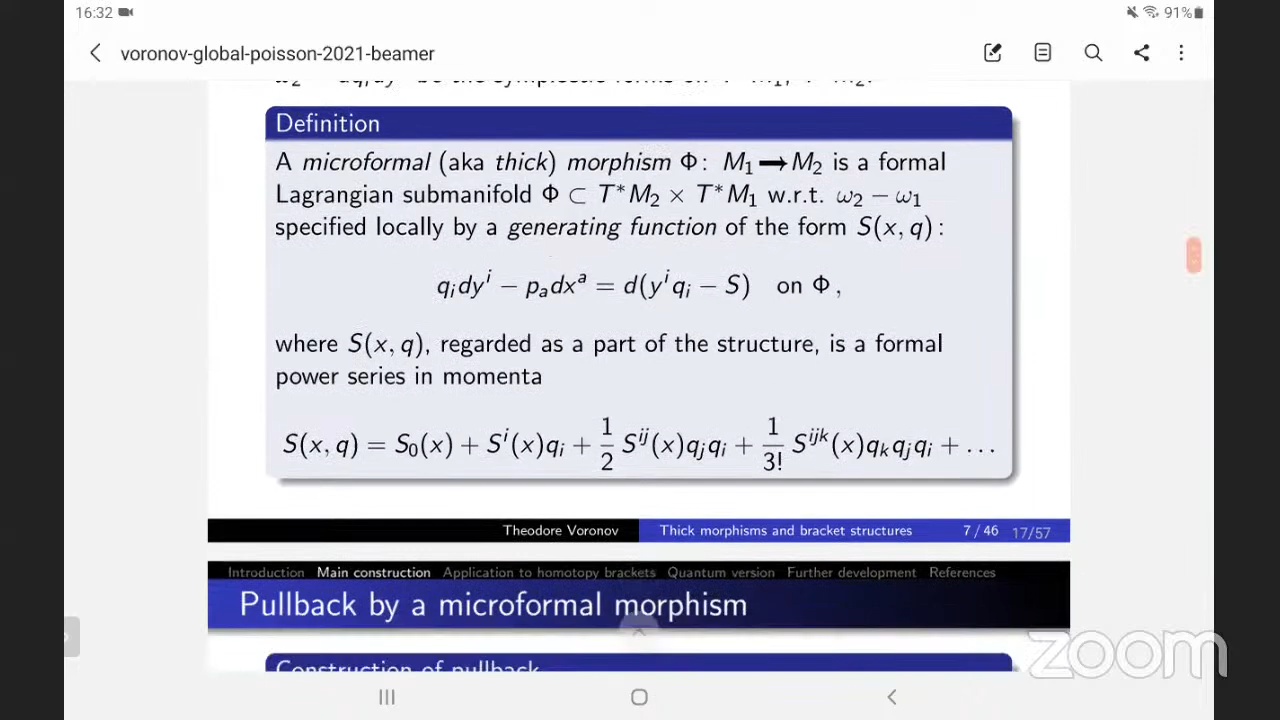 16:32 91%
voronov-global-poisson-2021-beamer
Definition
A microformal (aka thick) morphism Φ: M₁ → M₂ is a formal
Lagrangian submanifold Φ ⊂ T*M₂ × T*M₁ w.r.t. ω₂ − ω₁
specified locally by a generating function of the form S(x, q) :
qᵢdyⁱ − pₐdxᵃ = d(yⁱqᵢ − S) on Φ ,
where S(x, q), regarded as a part of the structure, is a formal
power series in momenta
S(x, q) = S₀(x) + Sⁱ(x)qᵢ + 1/2 Sⁱʲ(x)qⱼqᵢ + 1/3! Sⁱʲᵏ(x)qₖqⱼqᵢ + ...
Theodore Voronov Thick morphisms and bracket structures 7 / 46 17/57
Introduction Main construction Application to homotopy brackets Quantum version Further development References
Pullback by a microformal morphism
Construction of pullback
zoom